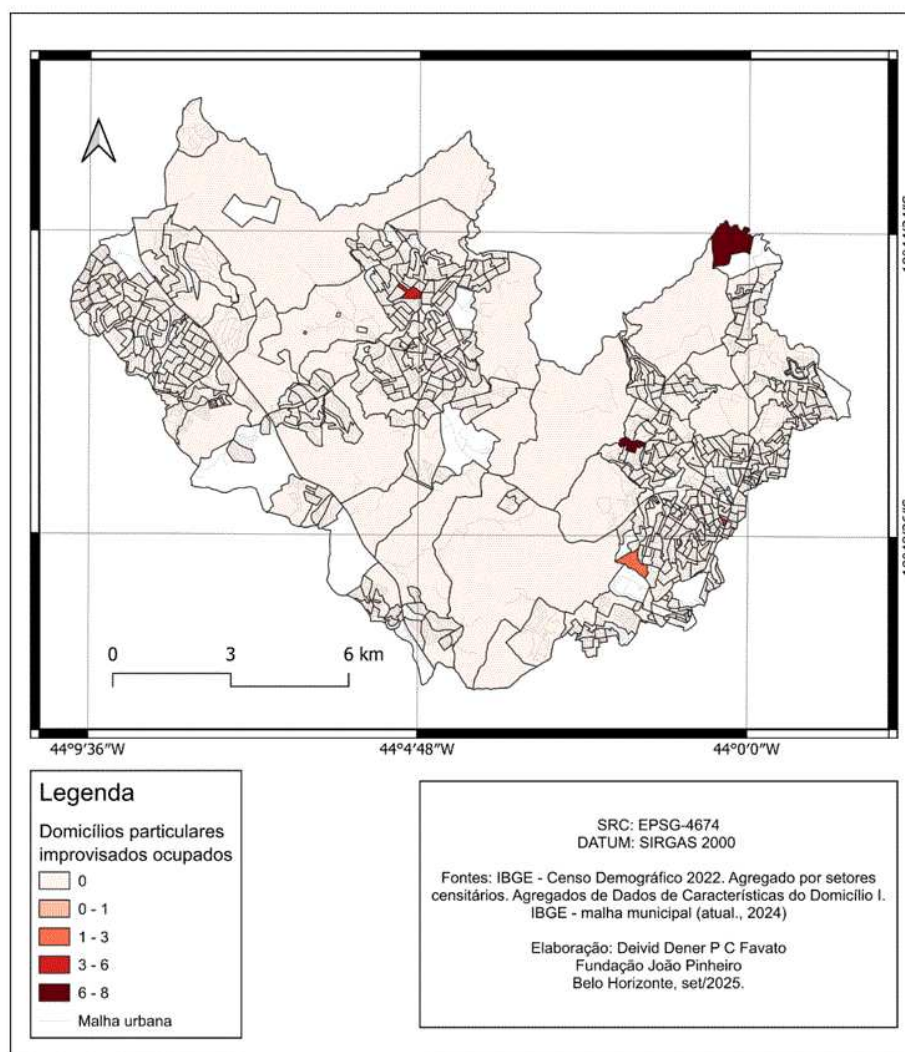 0 3 6 km
44°9'36"W 44°4'48"W 44°0'0"W
Legenda
Domicílios particulares
improvisados ocupados
0
0 - 1
1 - 3
3 - 6
6 - 8
Malha urbana
SRC: EPSG-4674
DATUM: SIRGAS 2000
Fontes: IBGE - Censo Demográfico 2022. Agregado por setores
censitários. Agregados de Dados de Características do Domicílio I.
IBGE - malha municipal (atual., 2024)
Elaboração: Deivid Dener P C Favato
Fundação João Pinheiro
Belo Horizonte, set/2025.